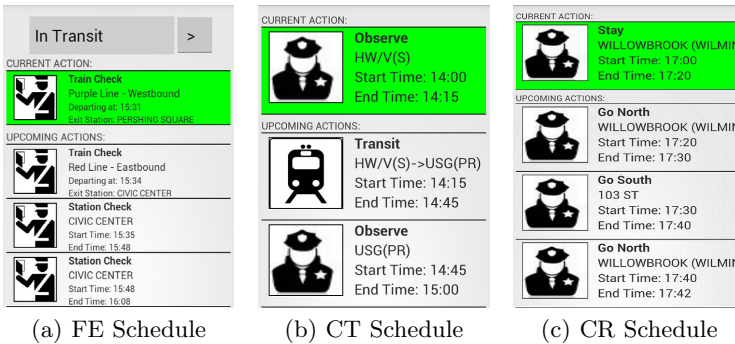 In Transit
>
CURRENT ACTION:
Train Check
Purple Line - Westbound
Departing at: 15:31
Exit Station: PERSHING SQUARE
UPCOMING ACTIONS:
Train Check
Red Line - Eastbound
Departing at: 15:34
Exit Station: CIVIC CENTER
Station Check
CIVIC CENTER
Start Time: 15:35
End Time: 15:48
Station Check
CIVIC CENTER
Start Time: 15:48
End Time: 16:08
(a) FE Schedule
CURRENT ACTION:
Observe
HW/V(S)
Start Time: 14:00
End Time: 14:15
UPCOMING ACTIONS:
Transit
HW/V(S)->USG(PR)
Start Time: 14:15
End Time: 14:45
Observe
USG(PR)
Start Time: 14:45
End Time: 15:00
(b) CT Schedule
CURRENT ACTION:
Stay
WILLOWBROOK (WILMIN
Start Time: 17:00
End Time: 17:20
UPCOMING ACTIONS:
Go North
WILLOWBROOK (WILMIN
Start Time: 17:20
End Time: 17:30
Go South
103 ST
Start Time: 17:30
End Time: 17:40
Go North
WILLOWBROOK (WILMIN
Start Time: 17:40
End Time: 17:42
(c) CR Schedule